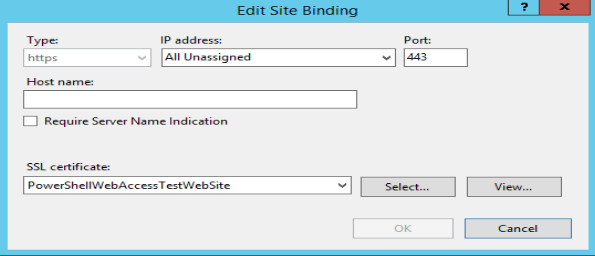 Edit Site Binding
?
x
Type: IP address: Port:
https All Unassigned 443
Host name:
Require Server Name Indication
SSL certificate:
PowerShellWebAccessTestWebSite Select... View...
OK Cancel